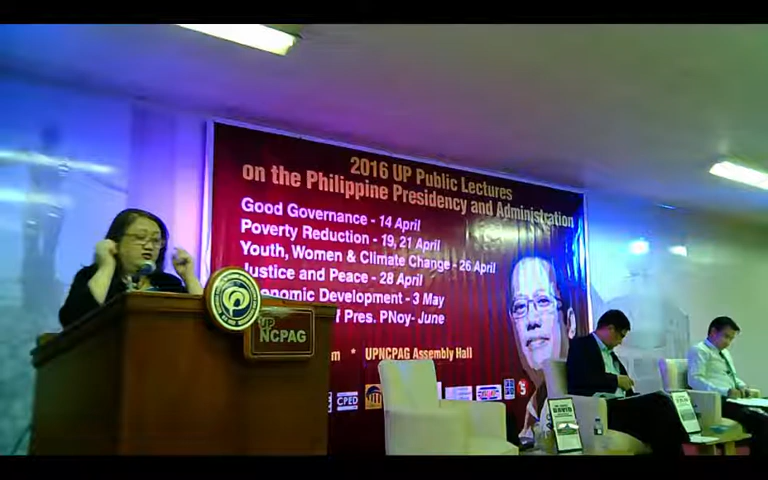 2016 UP Public Lectures
on the Philippine Presidency and Administration
Good Governance - 14 April
Poverty Reduction - 19, 21 April
Youth, Women & Climate Change - 26 April
Justice and Peace - 28 April
onomic Development - 3 May
f Pres. PNoy- June
m * UPNCPAG Assembly Hall
UP
NCPAG
CPED
5